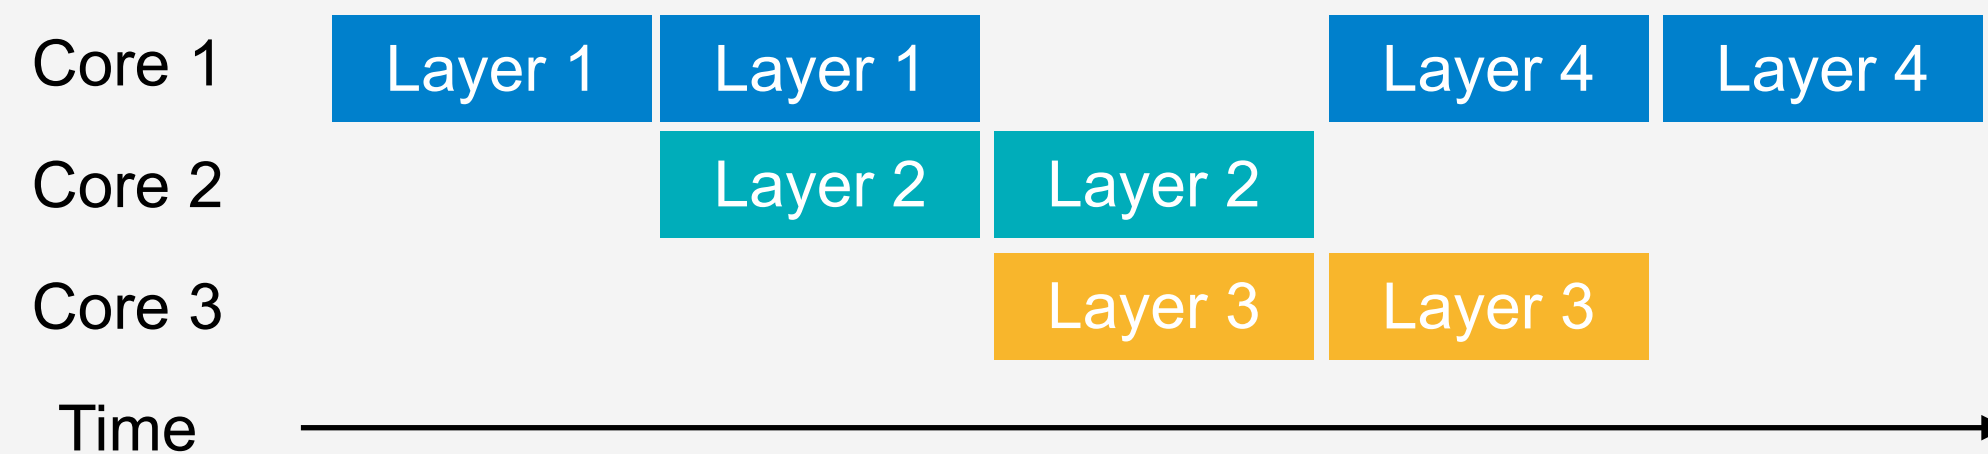 Core 1 Layer 1 Layer 1 Layer 4 Layer 4
Core 2 Layer 2 Layer 2
Core 3 Layer 3 Layer 3
Time